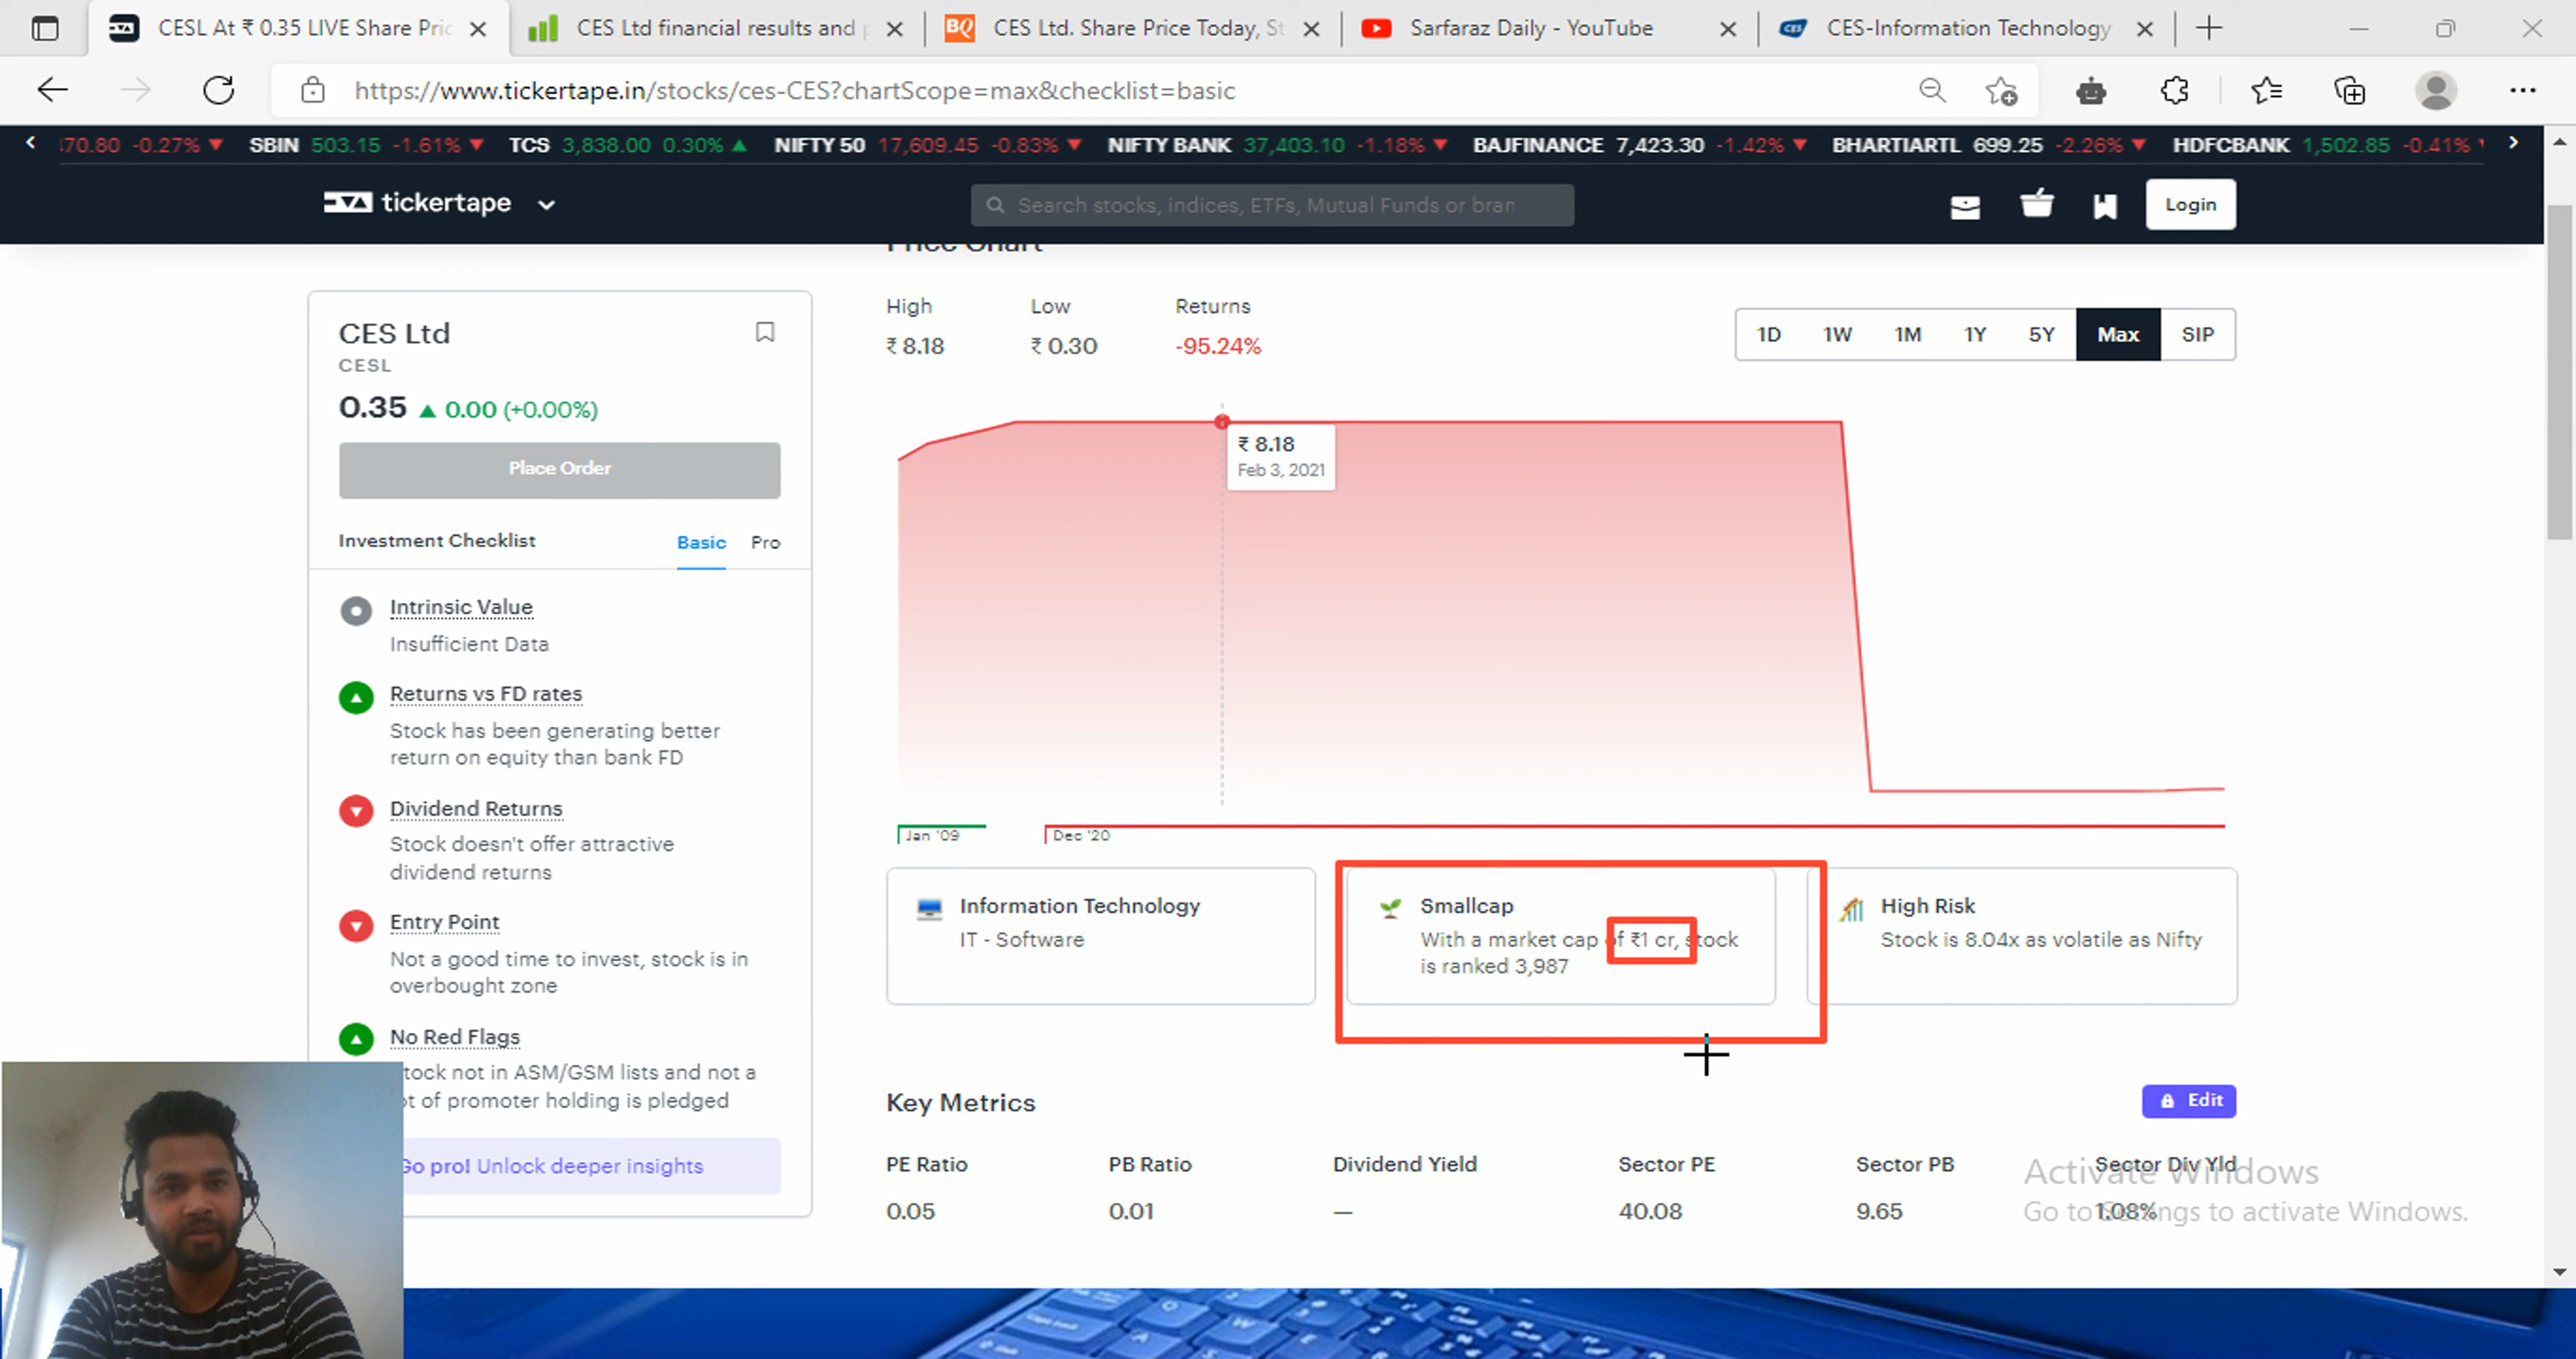 CESL At ₹ 0.35 LIVE Share Pric
CES Ltd financial results and p
CES Ltd. Share Price Today, St
Sarfaraz Daily - YouTube
CES-Information Technology
https://www.tickertape.in/stocks/ces-CES?chartScope=max&checklist=basic
70.80 -0.27% ▼ SBIN 503.15 -1.61% ▼ TCS 3,838.00 0.30% ▲ NIFTY 50 17,609.45 -0.83% ▼ NIFTY BANK 37,403.10 -1.18% ▼ BAJFINANCE 7,423.30 -1.42% ▼ BHARTIARTL 699.25 -2.26% ▼ HDFCBANK 1,502.85 -0.41%
tickertape
Search stocks, indices, ETFs, Mutual Funds or bran
Login
Price Chart
High Low Returns
₹ 8.18 ₹ 0.30 -95.24%
1D 1W 1M 1Y 5Y Max SIP
CES Ltd
CESL
0.35 ▲ 0.00 (+0.00%)
Place Order
Investment Checklist Basic Pro
Intrinsic Value
Insufficient Data
Returns vs FD rates
Stock has been generating better
return on equity than bank FD
Dividend Returns
Stock doesn't offer attractive
dividend returns
Entry Point
Not a good time to invest, stock is in
overbought zone
No Red Flags
tock not in ASM/GSM lists and not a
ot of promoter holding is pledged
Go pro! Unlock deeper insights
₹ 8.18
Feb 3, 2021
Jan '09 Dec '20
Information Technology
IT - Software
Smallcap
With a market cap of ₹1 cr, stock
is ranked 3,987
High Risk
Stock is 8.04x as volatile as Nifty
Key Metrics
Edit
PE Ratio PB Ratio Dividend Yield Sector PE Sector PB Sector Div Yld
0.05 0.01 — 40.08 9.65 1.08%
Activate Windows
Go to Settings to activate Windows.